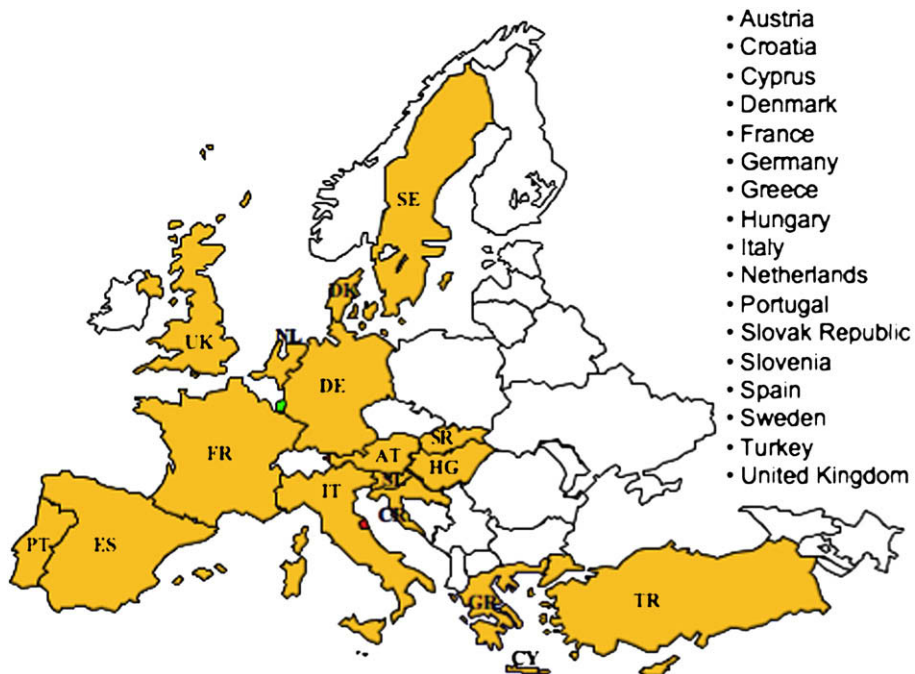 • Austria
• Croatia
• Cyprus
• Denmark
• France
• Germany
• Greece
• Hungary
• Italy
• Netherlands
• Portugal
• Slovak Republic
• Slovenia
• Spain
• Sweden
• Turkey
• United Kingdom
SE
DK
UK
NL
DE
FR
SR
AT
HG
SL
IT
CR
PT
ES
GR
TR
CY